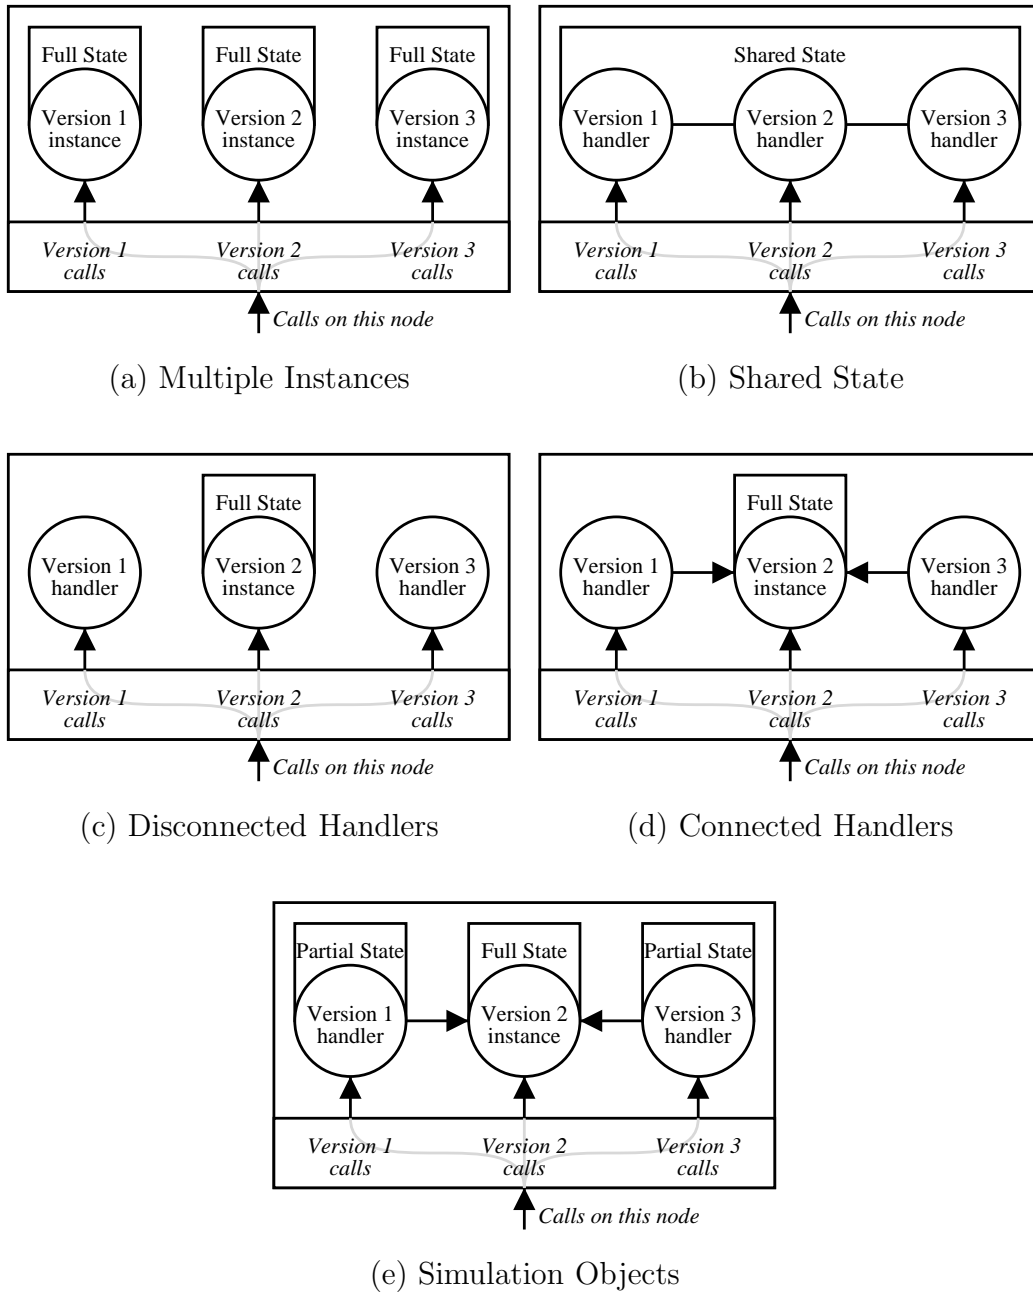 Full State Full State Full State
Version 1 Version 2 Version 3
instance instance instance
Version 1 Version 2 Version 3
calls calls calls
Calls on this node
(a) Multiple Instances
Shared State
Version 1 Version 2 Version 3
handler handler handler
Version 1 Version 2 Version 3
calls calls calls
Calls on this node
(b) Shared State
Full State
Version 1 Version 2 Version 3
handler instance handler
Version 1 Version 2 Version 3
calls calls calls
Calls on this node
(c) Disconnected Handlers
Full State
Version 1 Version 2 Version 3
handler instance handler
Version 1 Version 2 Version 3
calls calls calls
Calls on this node
(d) Connected Handlers
Partial State Full State Partial State
Version 1 Version 2 Version 3
handler instance handler
Version 1 Version 2 Version 3
calls calls calls
Calls on this node
(e) Simulation Objects